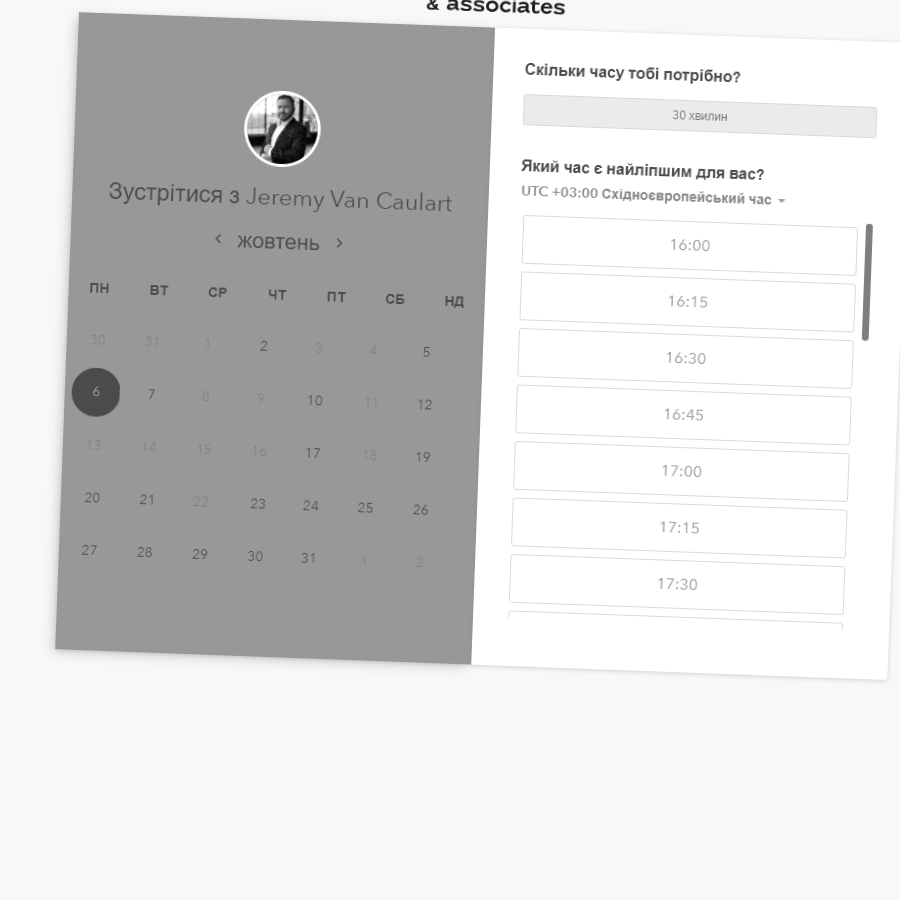 & associates
Зустрітися з Jeremy Van Caulart
жовтень
ПН ВТ СР ЧТ ПТ СБ НД
30 31 1 2 3 4 5
6 7 8 9 10 11 12
13 14 15 16 17 18 19
20 21 22 23 24 25 26
27 28 29 30 31 1 2
Скільки часу тобі потрібно?
30 хвилин
Який час є найліпшим для вас?
UTC +03:00 Східноєвропейський час
16:00
16:15
16:30
16:45
17:00
17:15
17:30